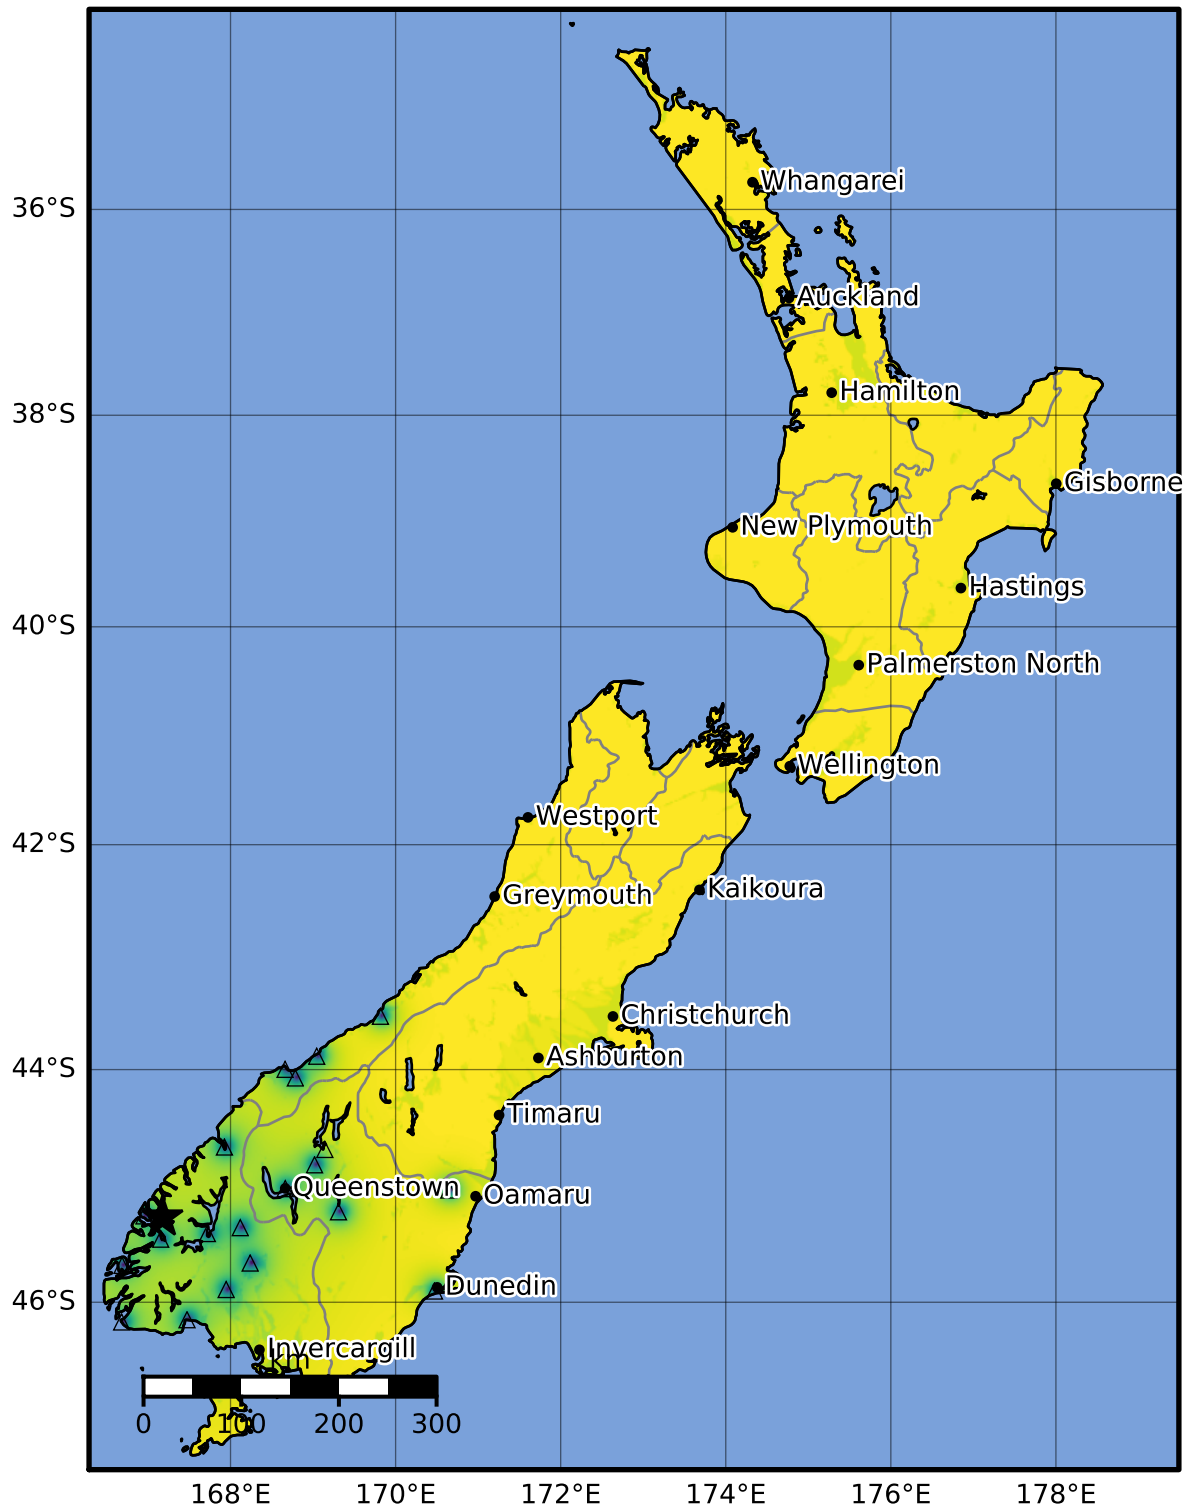 Whangarei
36°S
Auckland
Hamilton
38°S
Gisborne
New Plymouth
Hastings
40°S
Palmerston North
Wellington
Westport
42°S
Kaikoura
Greymouth
Christchurch
Ashburton
44°S
Timaru
Queenstown
Oamaru
Dunedin
46°S
Invercargill
km
0 100 200 300
168°E 170°E 172°E 174°E 176°E 178°E